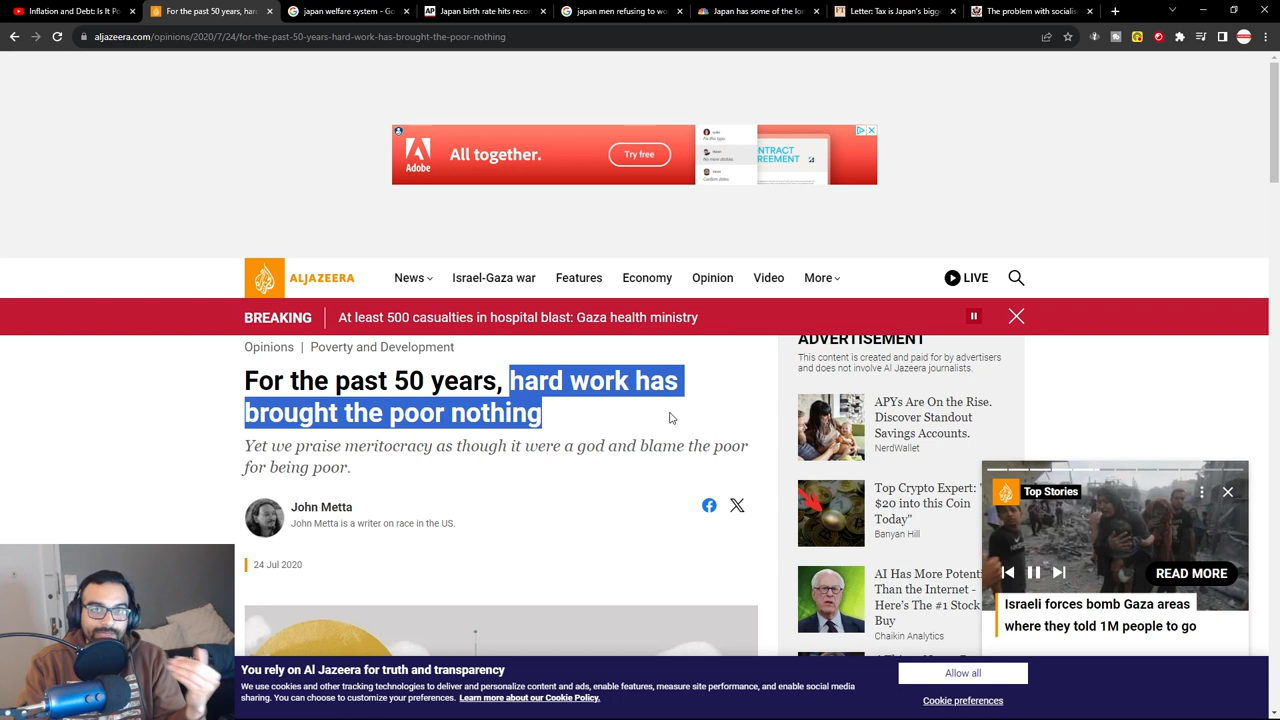 Inflation and Debt: Is It Po
For the past 50 years, hard
japan welfare system - Go
Japan birth rate hits recor
japan men refusing to wo
Japan has some of the lon
Letter: Tax is Japan's bigge
The problem with socialis
aljazeera.com/opinions/2020/7/24/for-the-past-50-years-hard-work-has-brought-the-poor-nothing
Adobe
All together.
Try free
NTRACT
REEMENT
ALJAZEERA
News
Israel-Gaza war
Features
Economy
Opinion
Video
More
LIVE
BREAKING
At least 500 casualties in hospital blast: Gaza health ministry
Opinions | Poverty and Development
For the past 50 years, hard work has
brought the poor nothing
Yet we praise meritocracy as though it were a god and blame the poor
for being poor.
John Metta
John Metta is a writer on race in the US.
24 Jul 2020
ADVERTISEMENT
This content is created and paid for by advertisers
and does not involve Al Jazeera journalists.
APYs Are On the Rise.
Discover Standout
Savings Accounts.
NerdWallet
Top Crypto Expert: "
$20 into this Coin
Today"
Banyan Hill
AI Has More Potenti
Than the Internet -
Here's The #1 Stock
Buy
Chaikin Analytics
Top Stories
READ MORE
Israeli forces bomb Gaza areas
where they told 1M people to go
You rely on Al Jazeera for truth and transparency
We use cookies and other tracking technologies to deliver and personalize content and ads, enable features, measure site performance, and enable social media
sharing. You can choose to customize your preferences. Learn more about our Cookie Policy.
Allow all
Cookie preferences